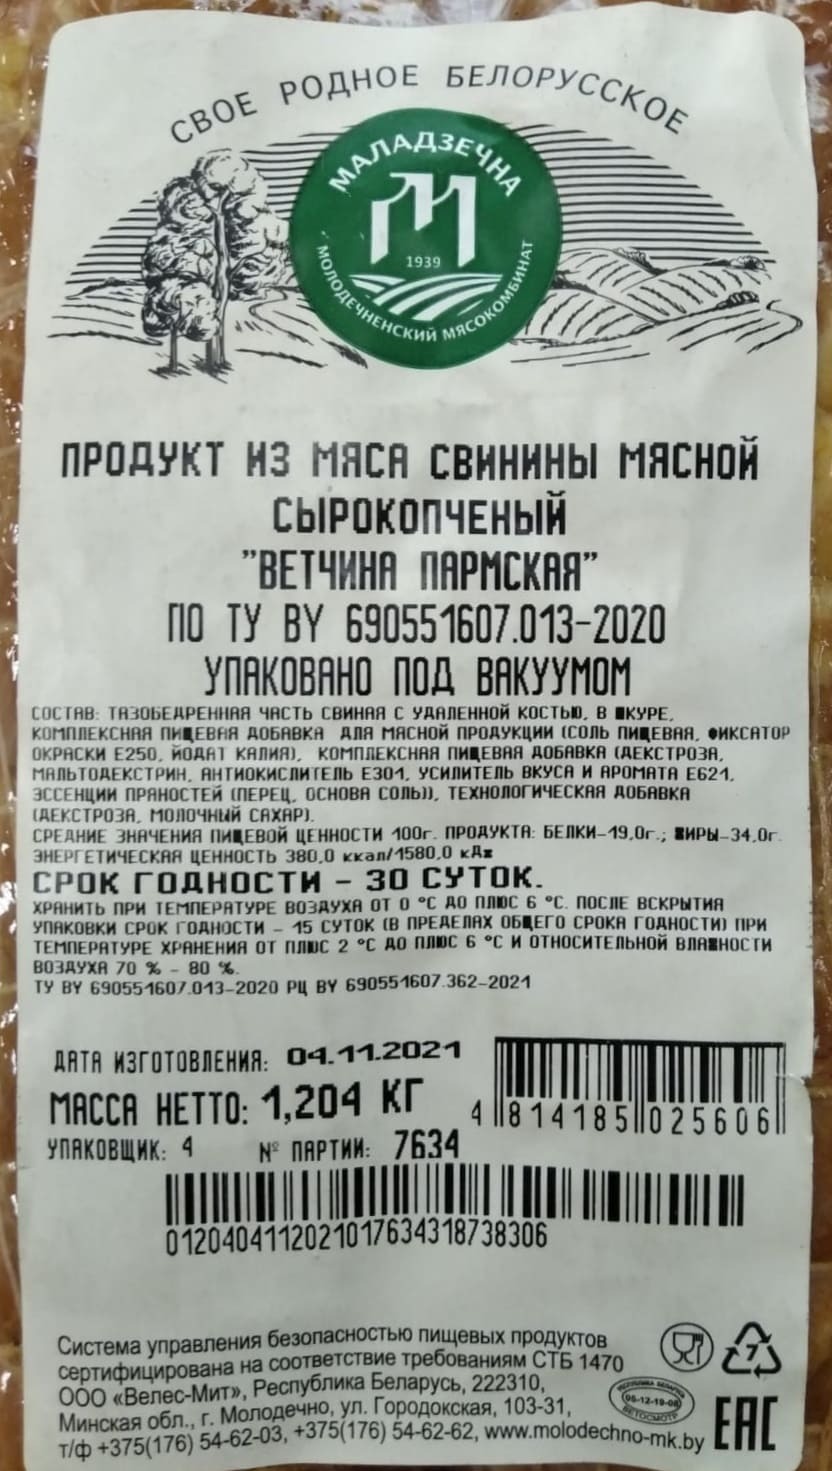 СВОЕ РОДНОЕ БЕЛОРУССКОЕ
МАЛАДЗЕЧНА
М
1939
МОЛОДЕЧНЕНСКИЙ МЯСОКОМБИНАТ
ПРОДУКТ ИЗ МЯСА СВИНИНЫ МЯСНОЙ
СЫРОКОПЧЕНЫЙ
"ВЕТЧИНА ПАРМСКАЯ"
ПО ТУ BY 690551607.013-2020
УПАКОВАНО ПОД ВАКУУМОМ
СОСТАВ: ТАЗОБЕДРЕННАЯ ЧАСТЬ СВИНАЯ С УДАЛЕННОЙ КОСТЬЮ, В ШКУРЕ,
КОМПЛЕКСНАЯ ПИЩЕВАЯ ДОБАВКА ДЛЯ МЯСНОЙ ПРОДУКЦИИ (СОЛЬ ПИЩЕВАЯ, ФИКСАТОР
ОКРАСКИ Е250, ЙОДАТ КАЛИЯ), КОМПЛЕКСНАЯ ПИЩЕВАЯ ДОБАВКА (ДЕКСТРОЗА,
МАЛЬТОДЕКСТРИН, АНТИОКИСЛИТЕЛЬ Е301, УСИЛИТЕЛЬ ВКУСА И АРОМАТА Е621,
ЭССЕНЦИИ ПРЯНОСТЕЙ (ПЕРЕЦ, ОСНОВА СОЛЬ)), ТЕХНОЛОГИЧЕСКАЯ ДОБАВКА
(ДЕКСТРОЗА, МОЛОЧНЫЙ САХАР).
СРЕДНИЕ ЗНАЧЕНИЯ ПИЩЕВОЙ ЦЕННОСТИ 100г. ПРОДУКТА: БЕЛКИ-19,0г.; ЖИРЫ-34,0г.
ЭНЕРГЕТИЧЕСКАЯ ЦЕННОСТЬ 380,0 ккал/1580,0 кДж
СРОК ГОДНОСТИ - 30 СУТОК.
ХРАНИТЬ ПРИ ТЕМПЕРАТУРЕ ВОЗДУХА ОТ 0 °С ДО ПЛЮС 6 °С. ПОСЛЕ ВСКРЫТИЯ
УПАКОВКИ СРОК ГОДНОСТИ - 15 СУТОК (В ПРЕДЕЛАХ ОБЩЕГО СРОКА ГОДНОСТИ) ПРИ
ТЕМПЕРАТУРЕ ХРАНЕНИЯ ОТ ПЛЮС 2 °С ДО ПЛЮС 6 °С И ОТНОСИТЕЛЬНОЙ ВЛАЖНОСТИ
ВОЗДУХА 70 % - 80 %.
ТУ BY 690551607.013-2020 РЦ BY 690551607.362-2021
ДАТА ИЗГОТОВЛЕНИЯ: 04.11.2021
МАССА НЕТТО: 1,204 КГ
4 814185 025606
УПАКОВЩИК: 4 № ПАРТИИ: 7634
012040411202101763431873830​6
Система управления безопасностью пищевых продуктов
сертифицирована на соответствие требованиям СТБ 1470
ООО «Велес-Мит», Республика Беларусь, 222310,
Минская обл., г. Молодечно, ул. Городокская, 103-31,
т/ф +375(176) 54-62-03, +375(176) 54-62-62, www.molodechno-mk.by
7
РЕСПУБЛИКА БЕЛАРУСЬ
05-12-19-08
ВЕТОСМОТР
EAC